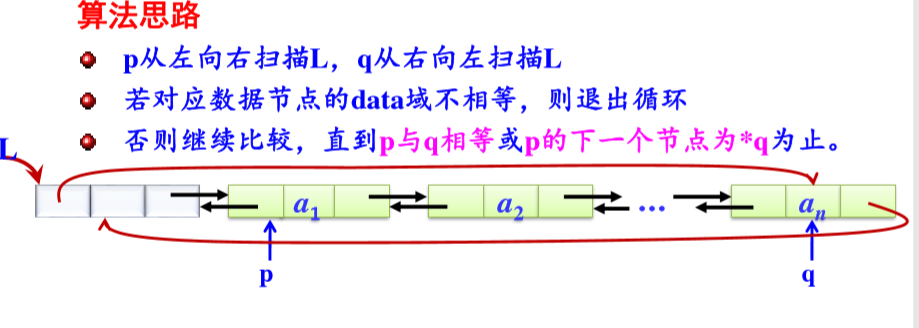 算法思路
p从左向右扫描L，q从右向左扫描L
若对应数据节点的data域不相等，则退出循环
否则继续比较，直到p与q相等或p的下一个节点为*q为止。
L
a1 a2 … an
p q